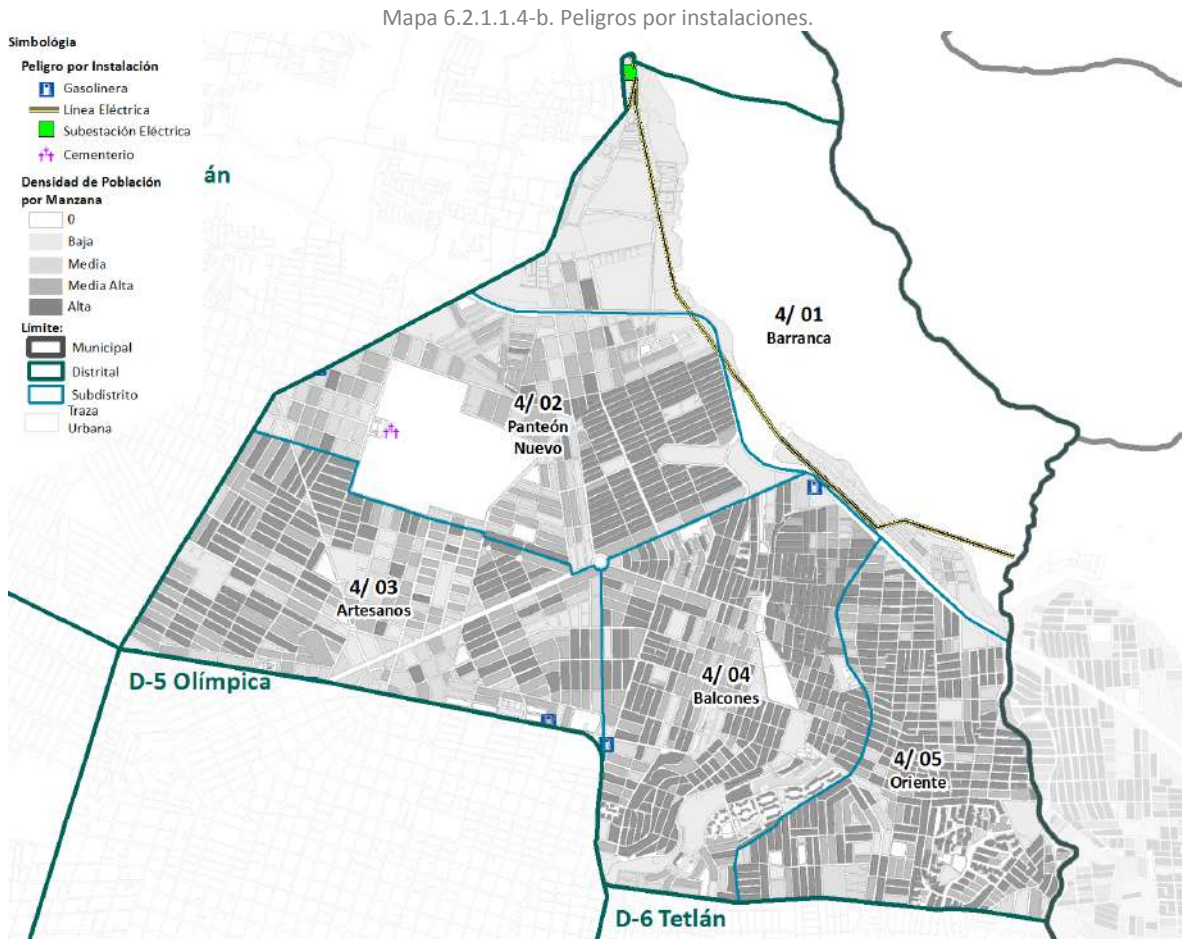 Mapa 6.2.1.1.4-b. Peligros por instalaciones.
Simbológia
Peligro por Instalación
Gasolinera
Línea Eléctrica
Subestación Eléctrica
Cementerio
Densidad de Población
por Manzana
0
Baja
Media
Media Alta
Alta
Límite:
Municipal
Distrital
Subdistrito
Traza
Urbana
án
4/ 01
Barranca
4/ 02
Panteón
Nuevo
4/ 03
Artesanos
4/ 04
Balcones
4/ 05
Oriente
D-5 Olímpica
D-6 Tetlán